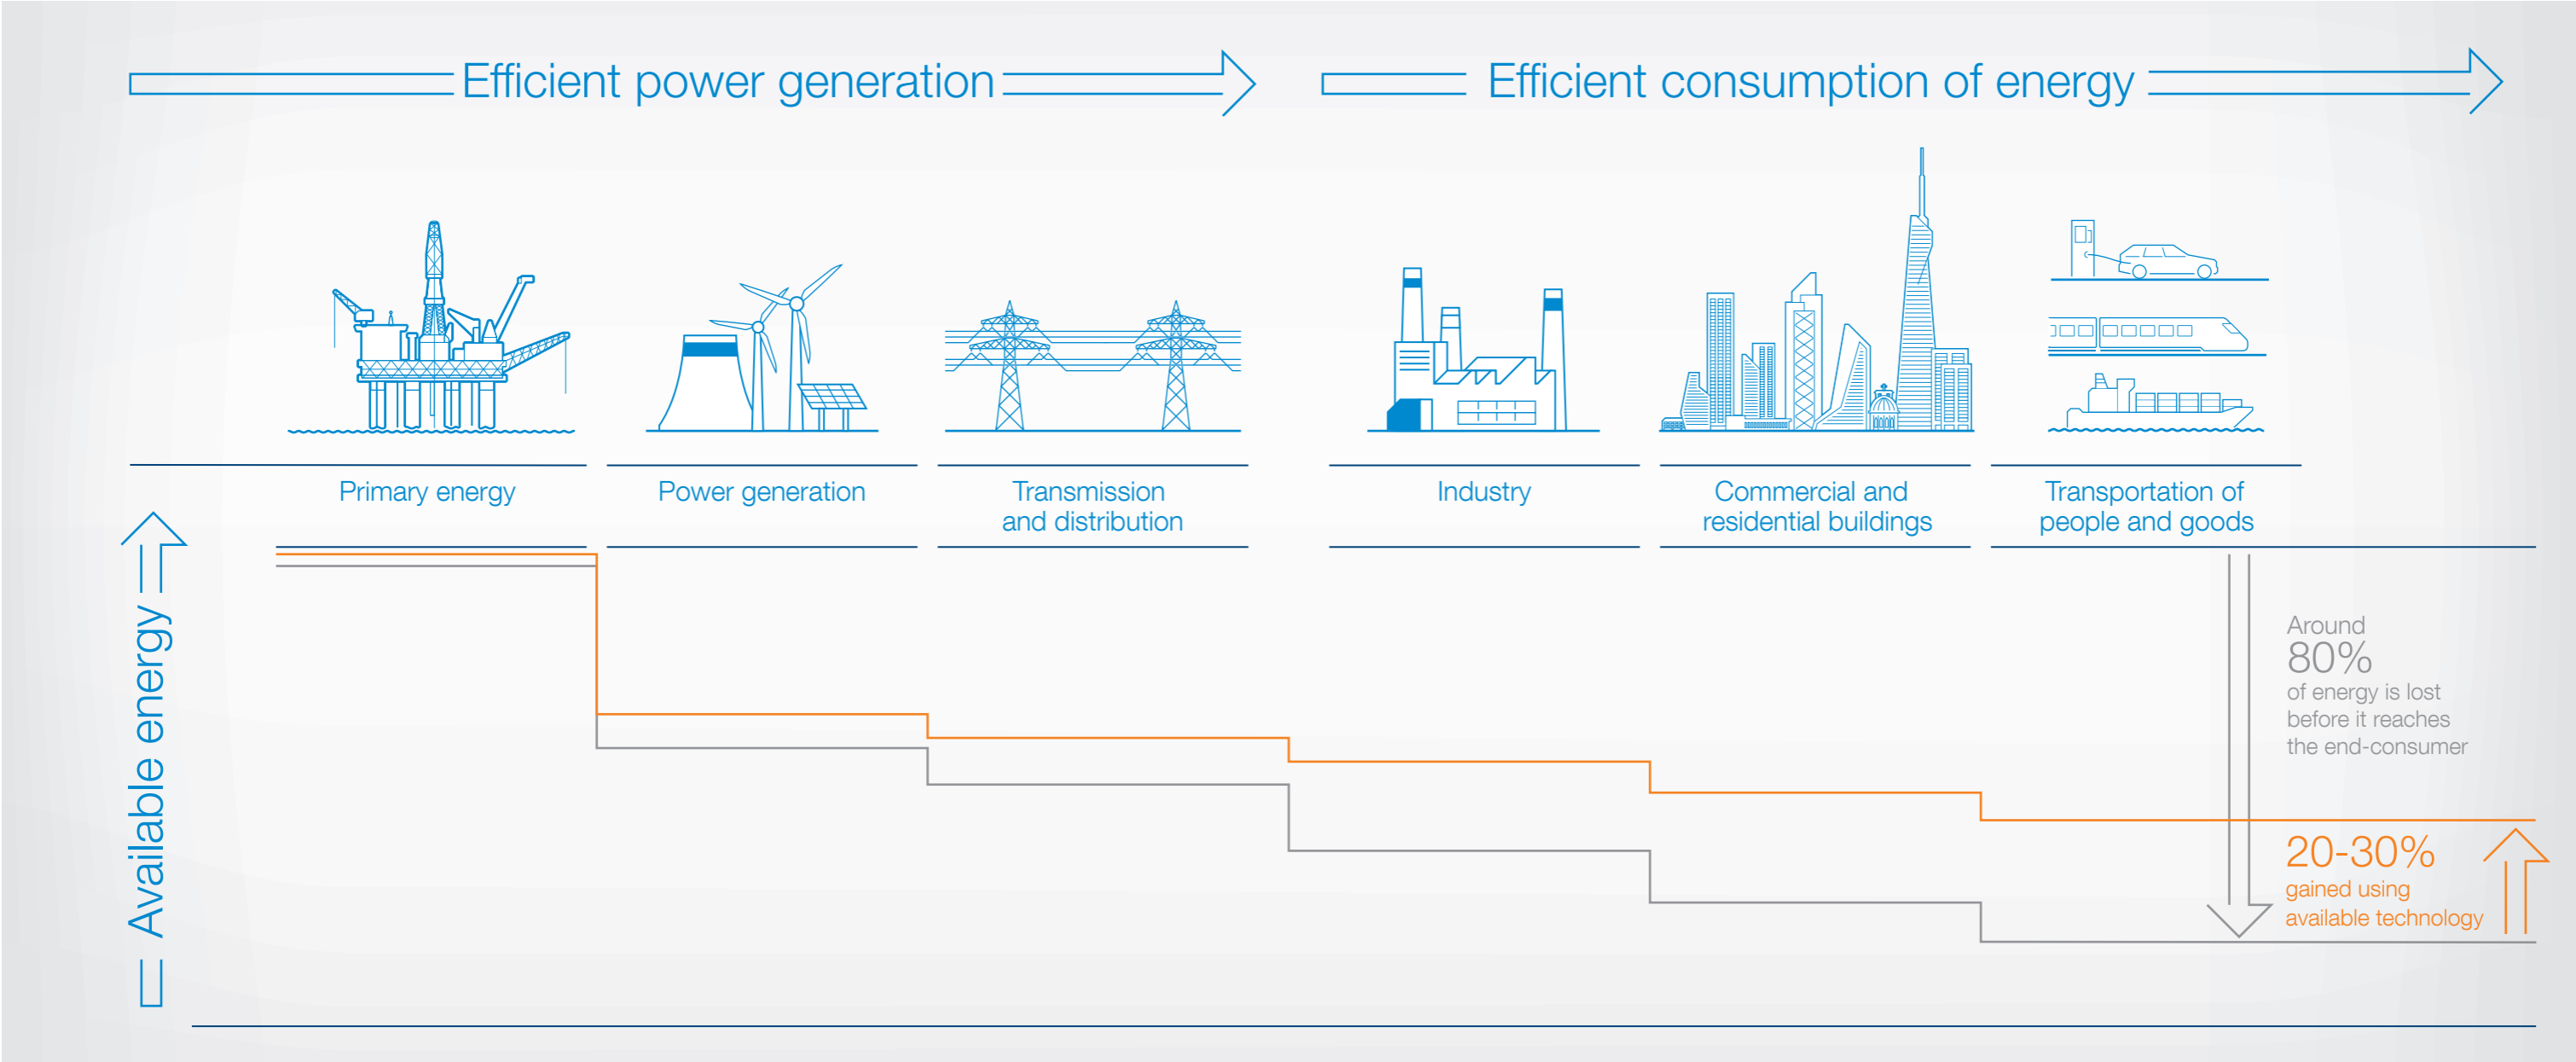 Efficient power generation
Efficient consumption of energy
Primary energy
Power generation
Transmission
and distribution
Industry
Commercial and
residential buildings
Transportation of
people and goods
Available energy
Around
80%
of energy is lost
before it reaches
the end-consumer
20-30%
gained using
available technology